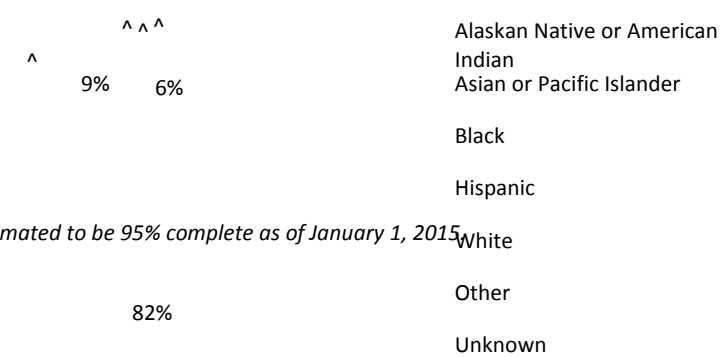 ^ ^ ^
^
9% 6%
Alaskan Native or American
Indian
Asian or Pacific Islander
Black
Hispanic
mated to be 95% complete as of January 1, 2015.
White
Other
82%
Unknown